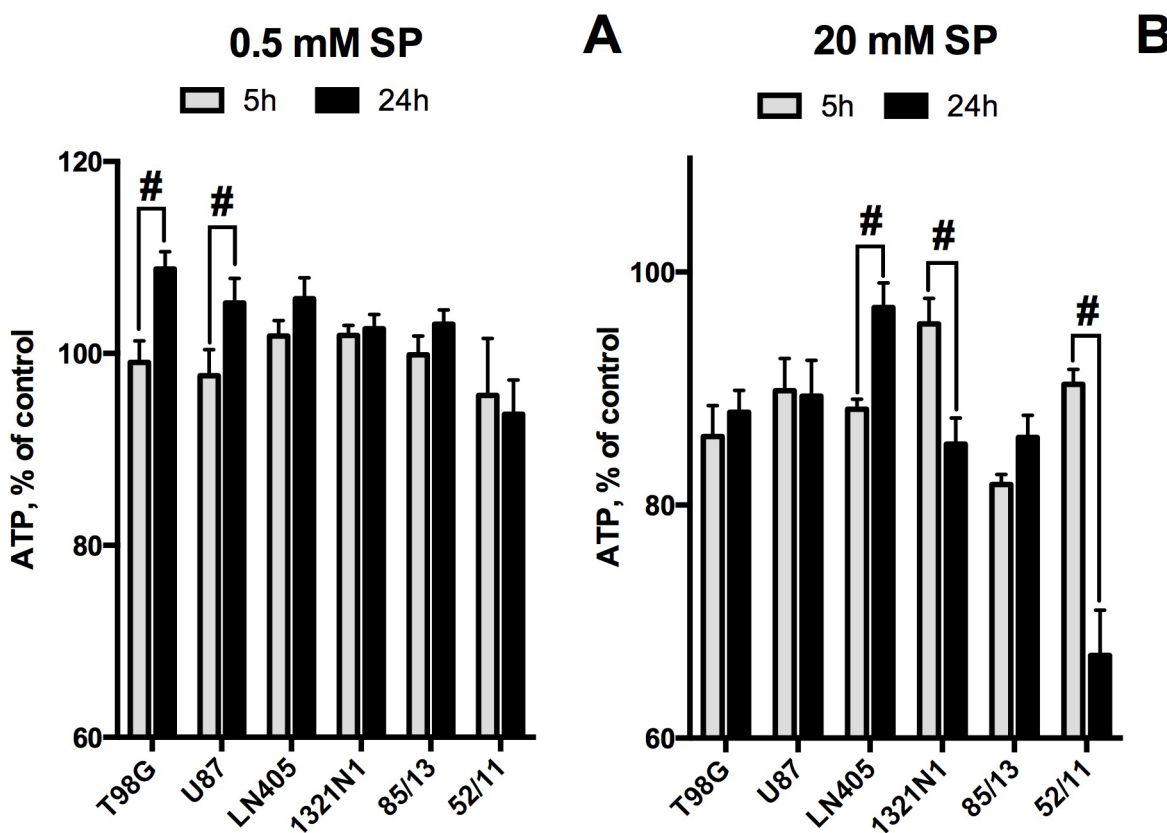 0.5 mM SP
A
5h 24h
#
#
120
100
80
60
ATP, % of control
T98G
U87
LN405
1321N1
85/13
52/11
20 mM SP
B
5h 24h
#
#
#
100
80
60
ATP, % of control
T98G
U87
LN405
1321N1
85/13
52/11